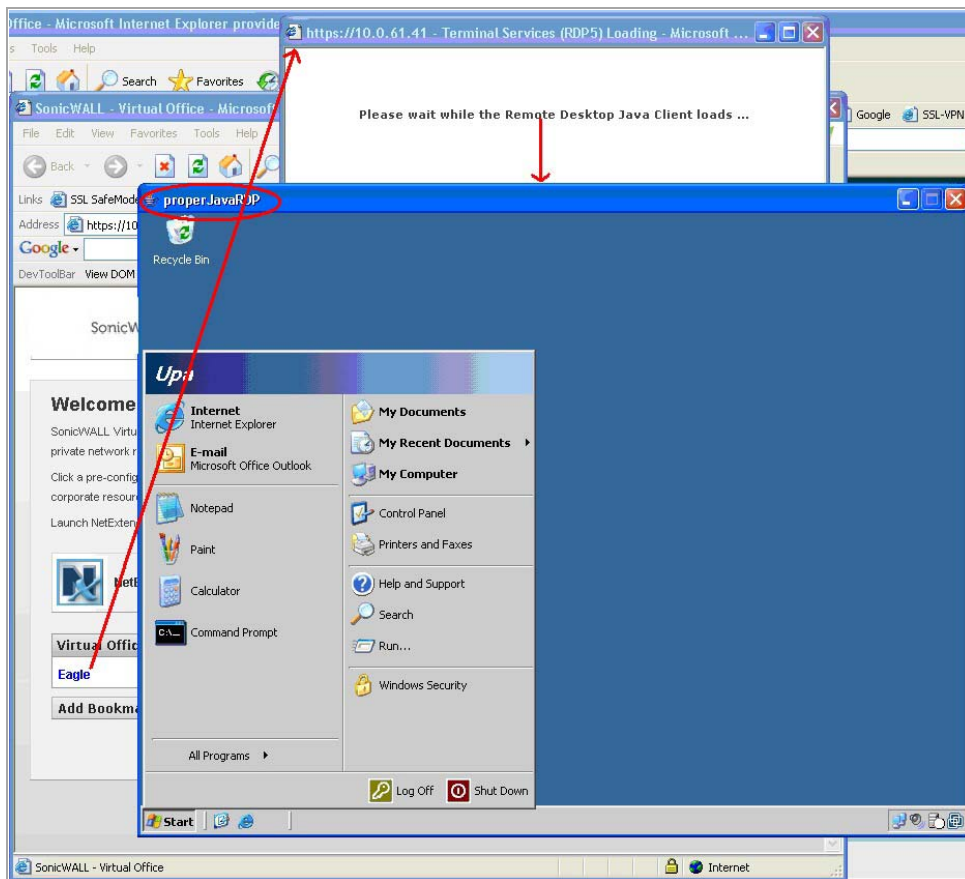 Office - Microsoft Internet Explorer provide
Tools Help
Search Favorites
https://10.0.61.41 - Terminal Services (RDP5) Loading - Microsoft ...
Please wait while the Remote Desktop Java Client loads ...
Google SSL-VPN
SonicWALL - Virtual Office - Microsoft
File Edit View Favorites Tools Help
Back
Links SSL SafeMode
Address https://10
Google
DevToolBar View DOM
properJavaRDP
Recycle Bin
SonicW
Welcome
SonicWALL Virtu
private network r
Click a pre-config
corporate resour
Launch NetExten
NetE
Virtual Offic
Eagle
Add Bookma
Upa
Internet
Internet Explorer
E-mail
Microsoft Office Outlook
Notepad
Paint
Calculator
C:\_ Command Prompt
All Programs
My Documents
My Recent Documents
My Computer
Control Panel
Printers and Faxes
Help and Support
Search
Run...
Windows Security
Log Off Shut Down
Start
SonicWALL - Virtual Office Internet